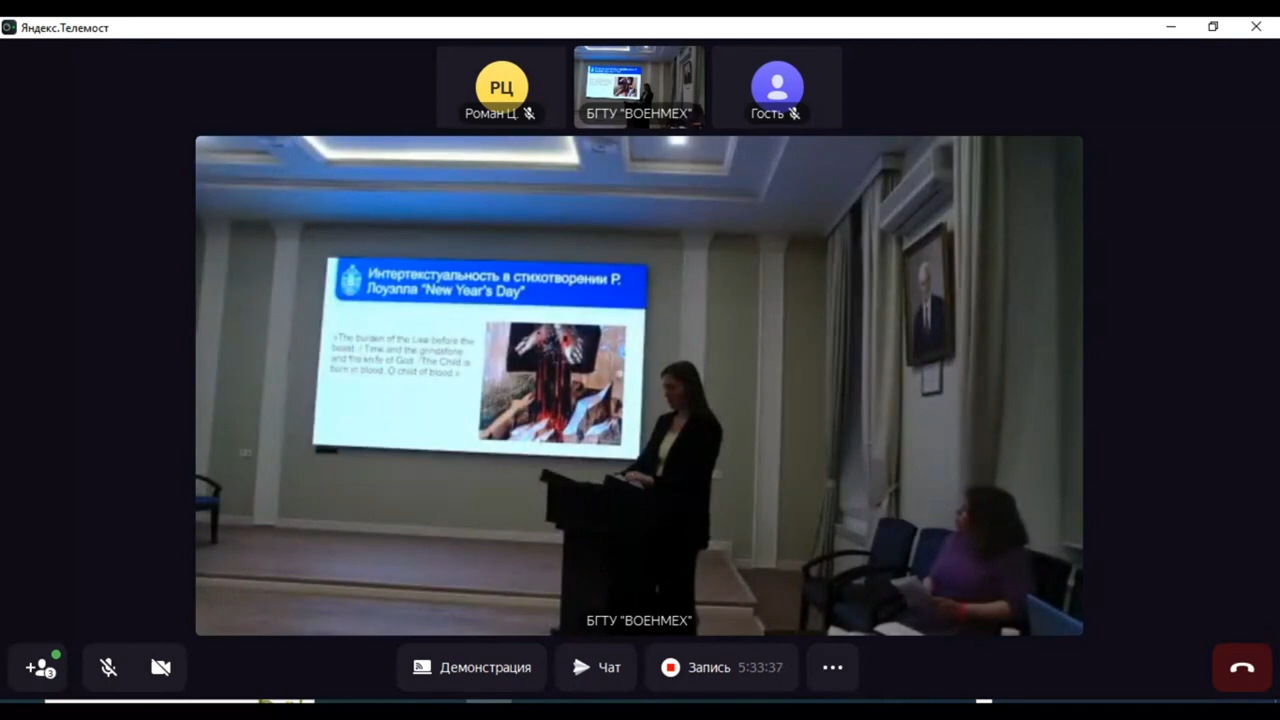 Яндекс.Телемост
РЦ
Роман Ц.
БГТУ "ВОЕНМЕХ"
Гость
Интертекстуальность в стихотворении Р.
Лоуэлла "New Year's Day"
«The burden of the Law before the
beast. / Time and the grindstone
and the knife of God. /The Child is
born in blood, O child of blood.»
БГТУ "ВОЕНМЕХ"
3
Демонстрация
Чат
Запись 5:33:37